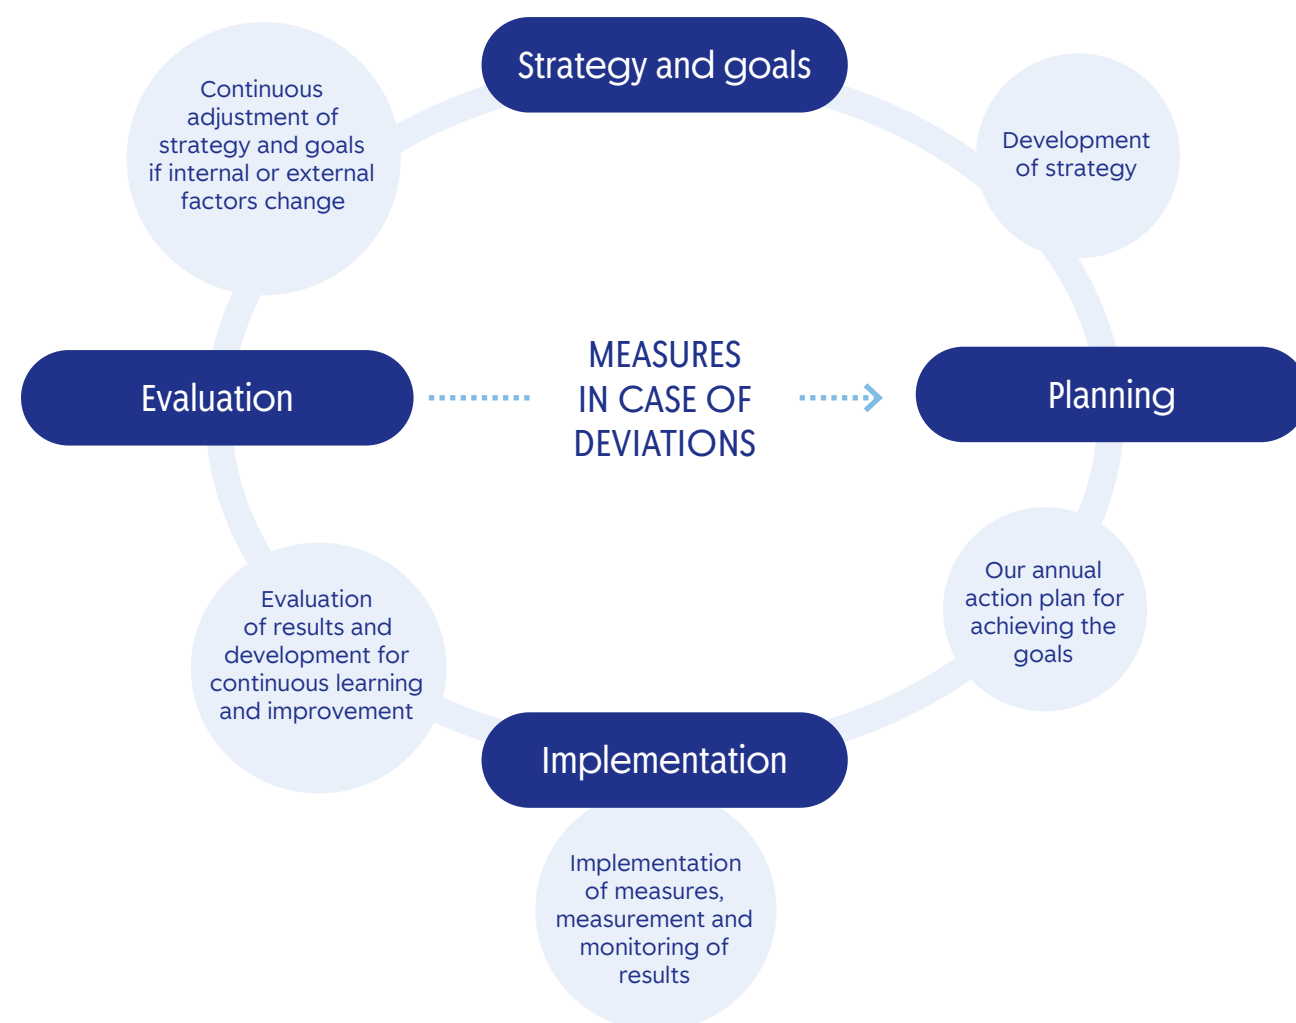 Strategy and goals
Continuous
adjustment of
strategy and goals
if internal or external
factors change
Development
of strategy
MEASURES
IN CASE OF
DEVIATIONS
Evaluation
Planning
Our annual
action plan for
achieving the
goals
Evaluation
of results and
development for
continuous learning
and improvement
Implementation
Implementation
of measures,
measurement and
monitoring of
results